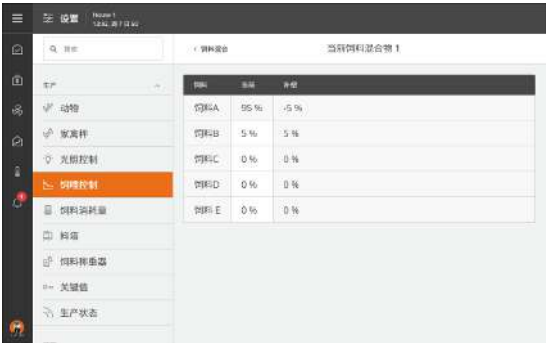 设置
House 1
搜索
生产
动物
家禽秤
光照控制
饲喂控制
饲料消耗量
料塔
饲料称重器
关键值
生产状态
饲料混合
当前饲料混合物 1
饲料 当前 补偿
饲料A 95 % -5 %
饲料B 5 % 5 %
饲料C 0 % 0 %
饲料D 0 % 0 %
饲料 E 0 % 0 %